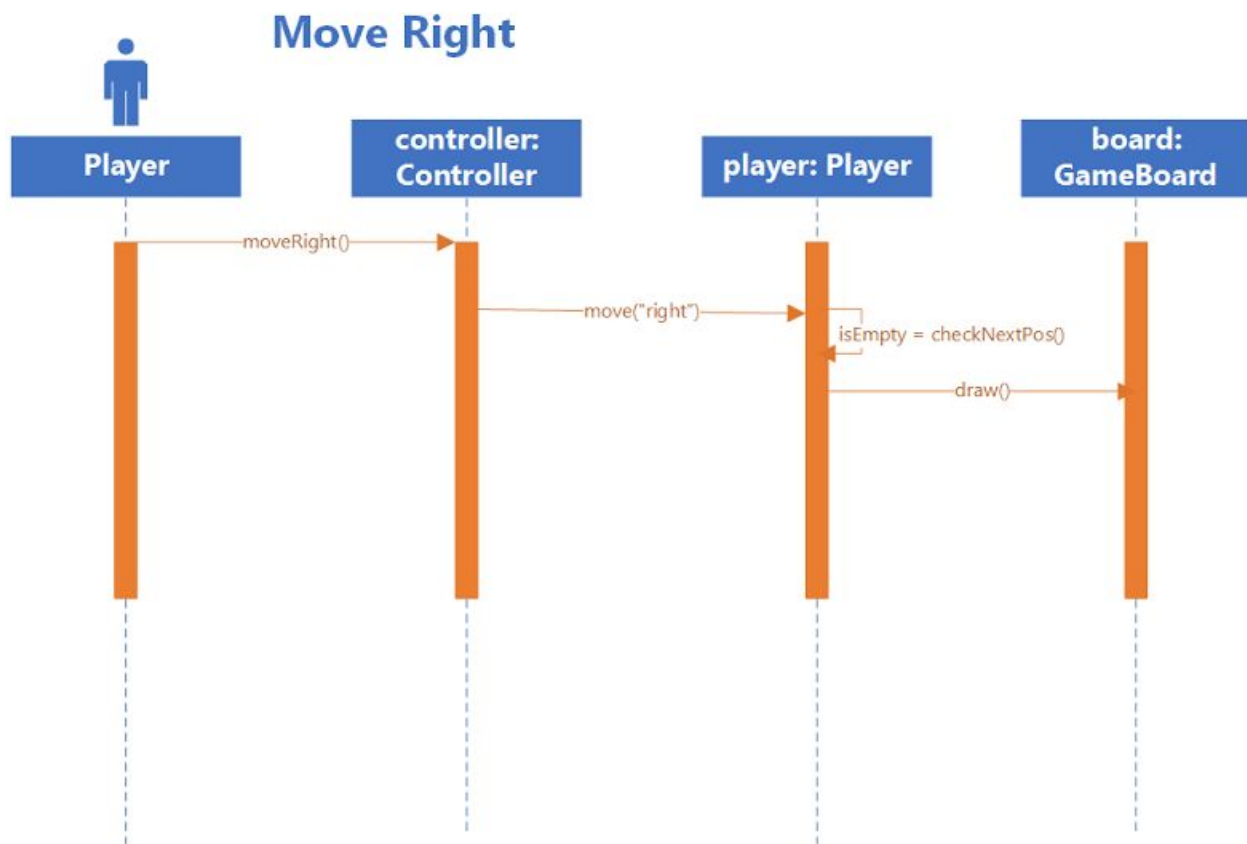 Move Right
Player
controller:
Controller
player: Player
board:
GameBoard
moveRight()
move("right")
isEmpty = checkNextPos()
draw()